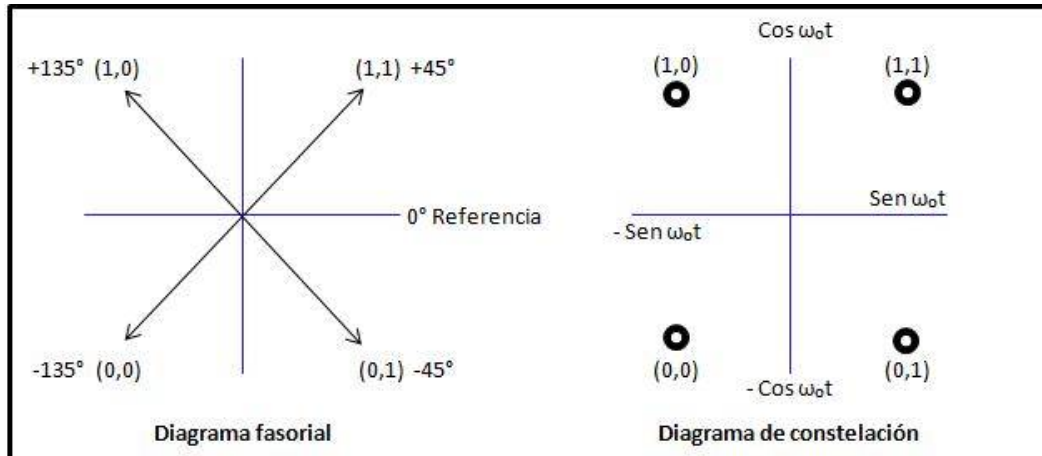 +135° (1,0)
(1,1) +45°
0° Referencia
-135° (0,0)
(0,1) -45°
Diagrama fasorial
Cos ωₒt
(1,0)
(1,1)
Sen ωₒt
- Sen ωₒt
(0,0)
(0,1)
- Cos ωₒt
Diagrama de constelación